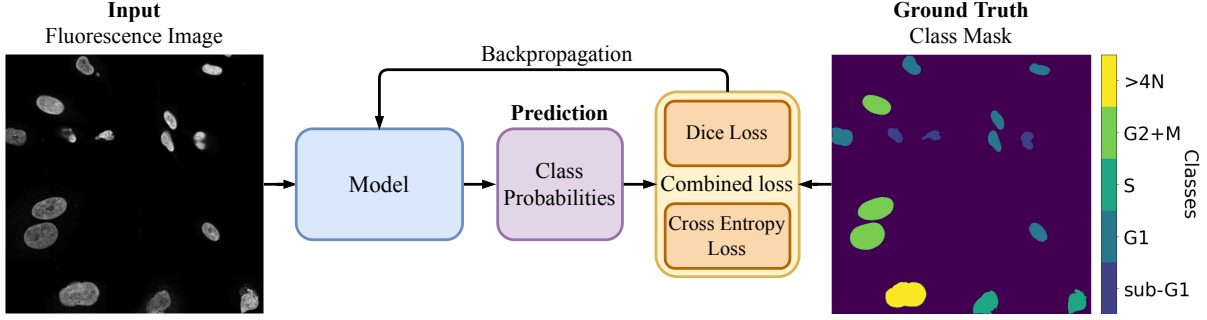 Input
Fluorescence Image
Backpropagation
Model
Prediction
Class
Probabilities
Dice Loss
Combined loss
Cross Entropy
Loss
Ground Truth
Class Mask
>4N
G2+M
S
G1
sub-G1
Classes